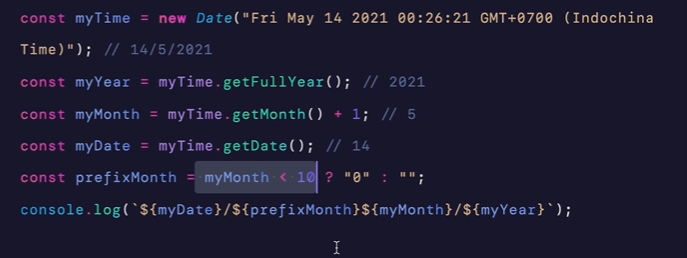 const myTime = new Date("Fri May 14 2021 00:26:21 GMT+0700 (Indochina
Time)"); // 14/5/2021
const myYear = myTime.getFullYear(); // 2021
const myMonth = myTime.getMonth() + 1; // 5
const myDate = myTime.getDate(); // 14
const prefixMonth = myMonth < 10 ? "0" : "";
console.log(`${myDate}/${prefixMonth}${myMonth}/${myYear}`);